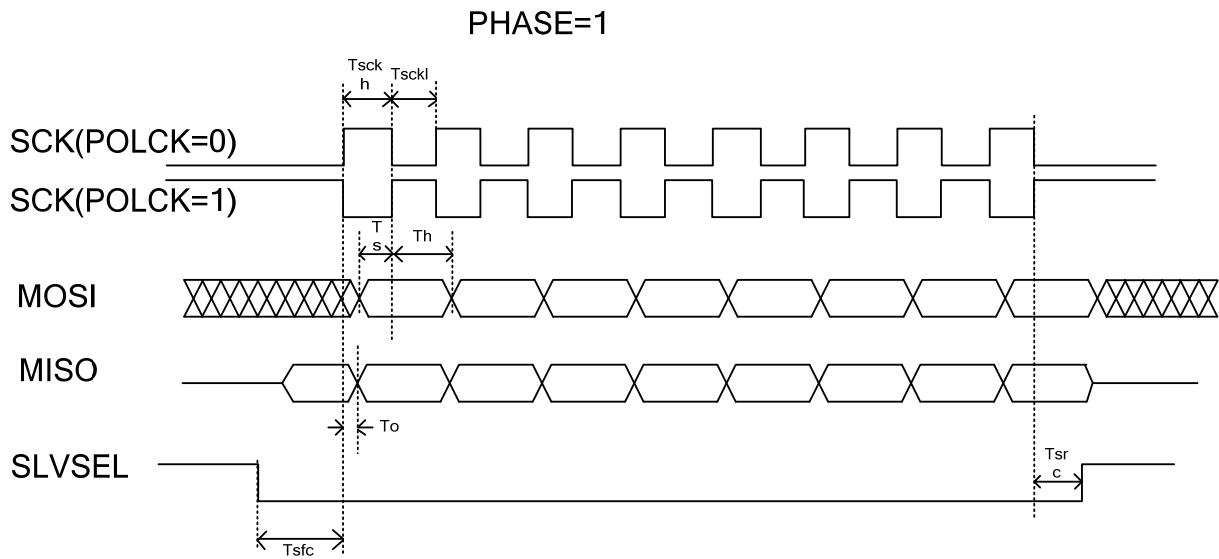 PHASE=1
Tsck
h
Tsckl
SCK(POLCK=0)
SCK(POLCK=1)
T
s
Th
MOSI
MISO
To
SLVSEL
Tsr
c
Tsfc